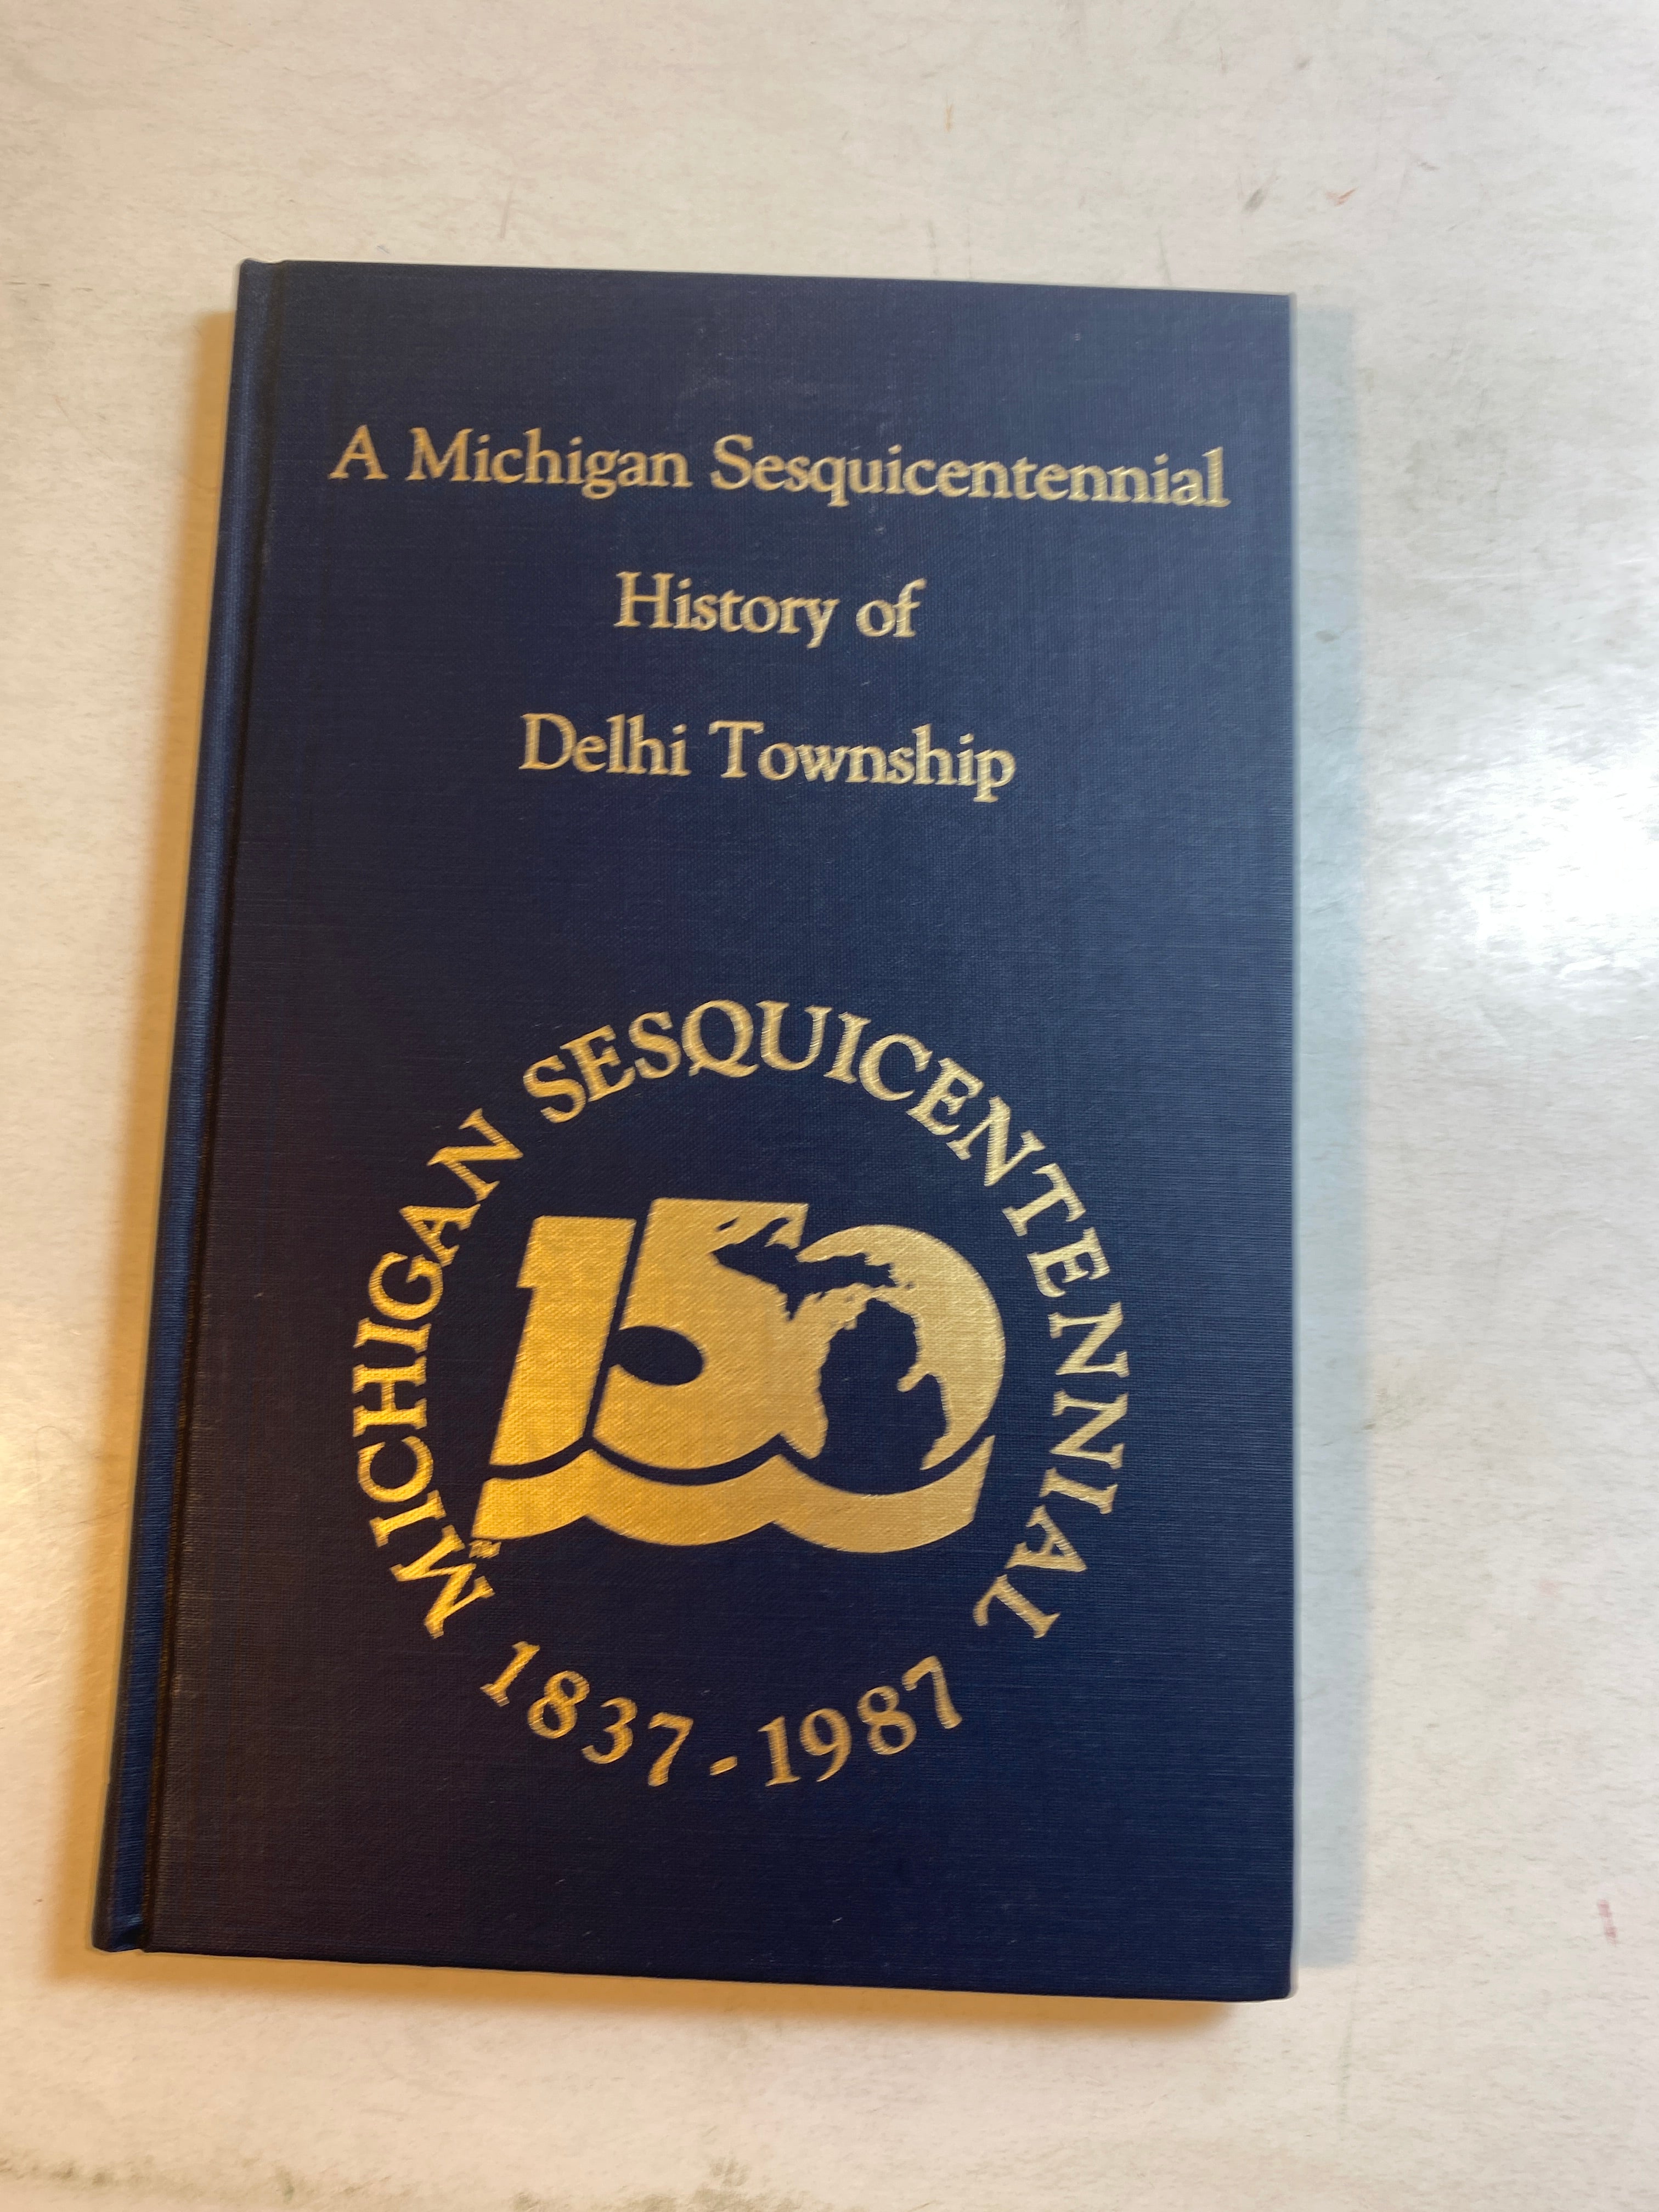 A Michigan Sesquicentennial
History of
Delhi Township
MICHIGAN SESQUICENTENNIAL
150
1837-1987